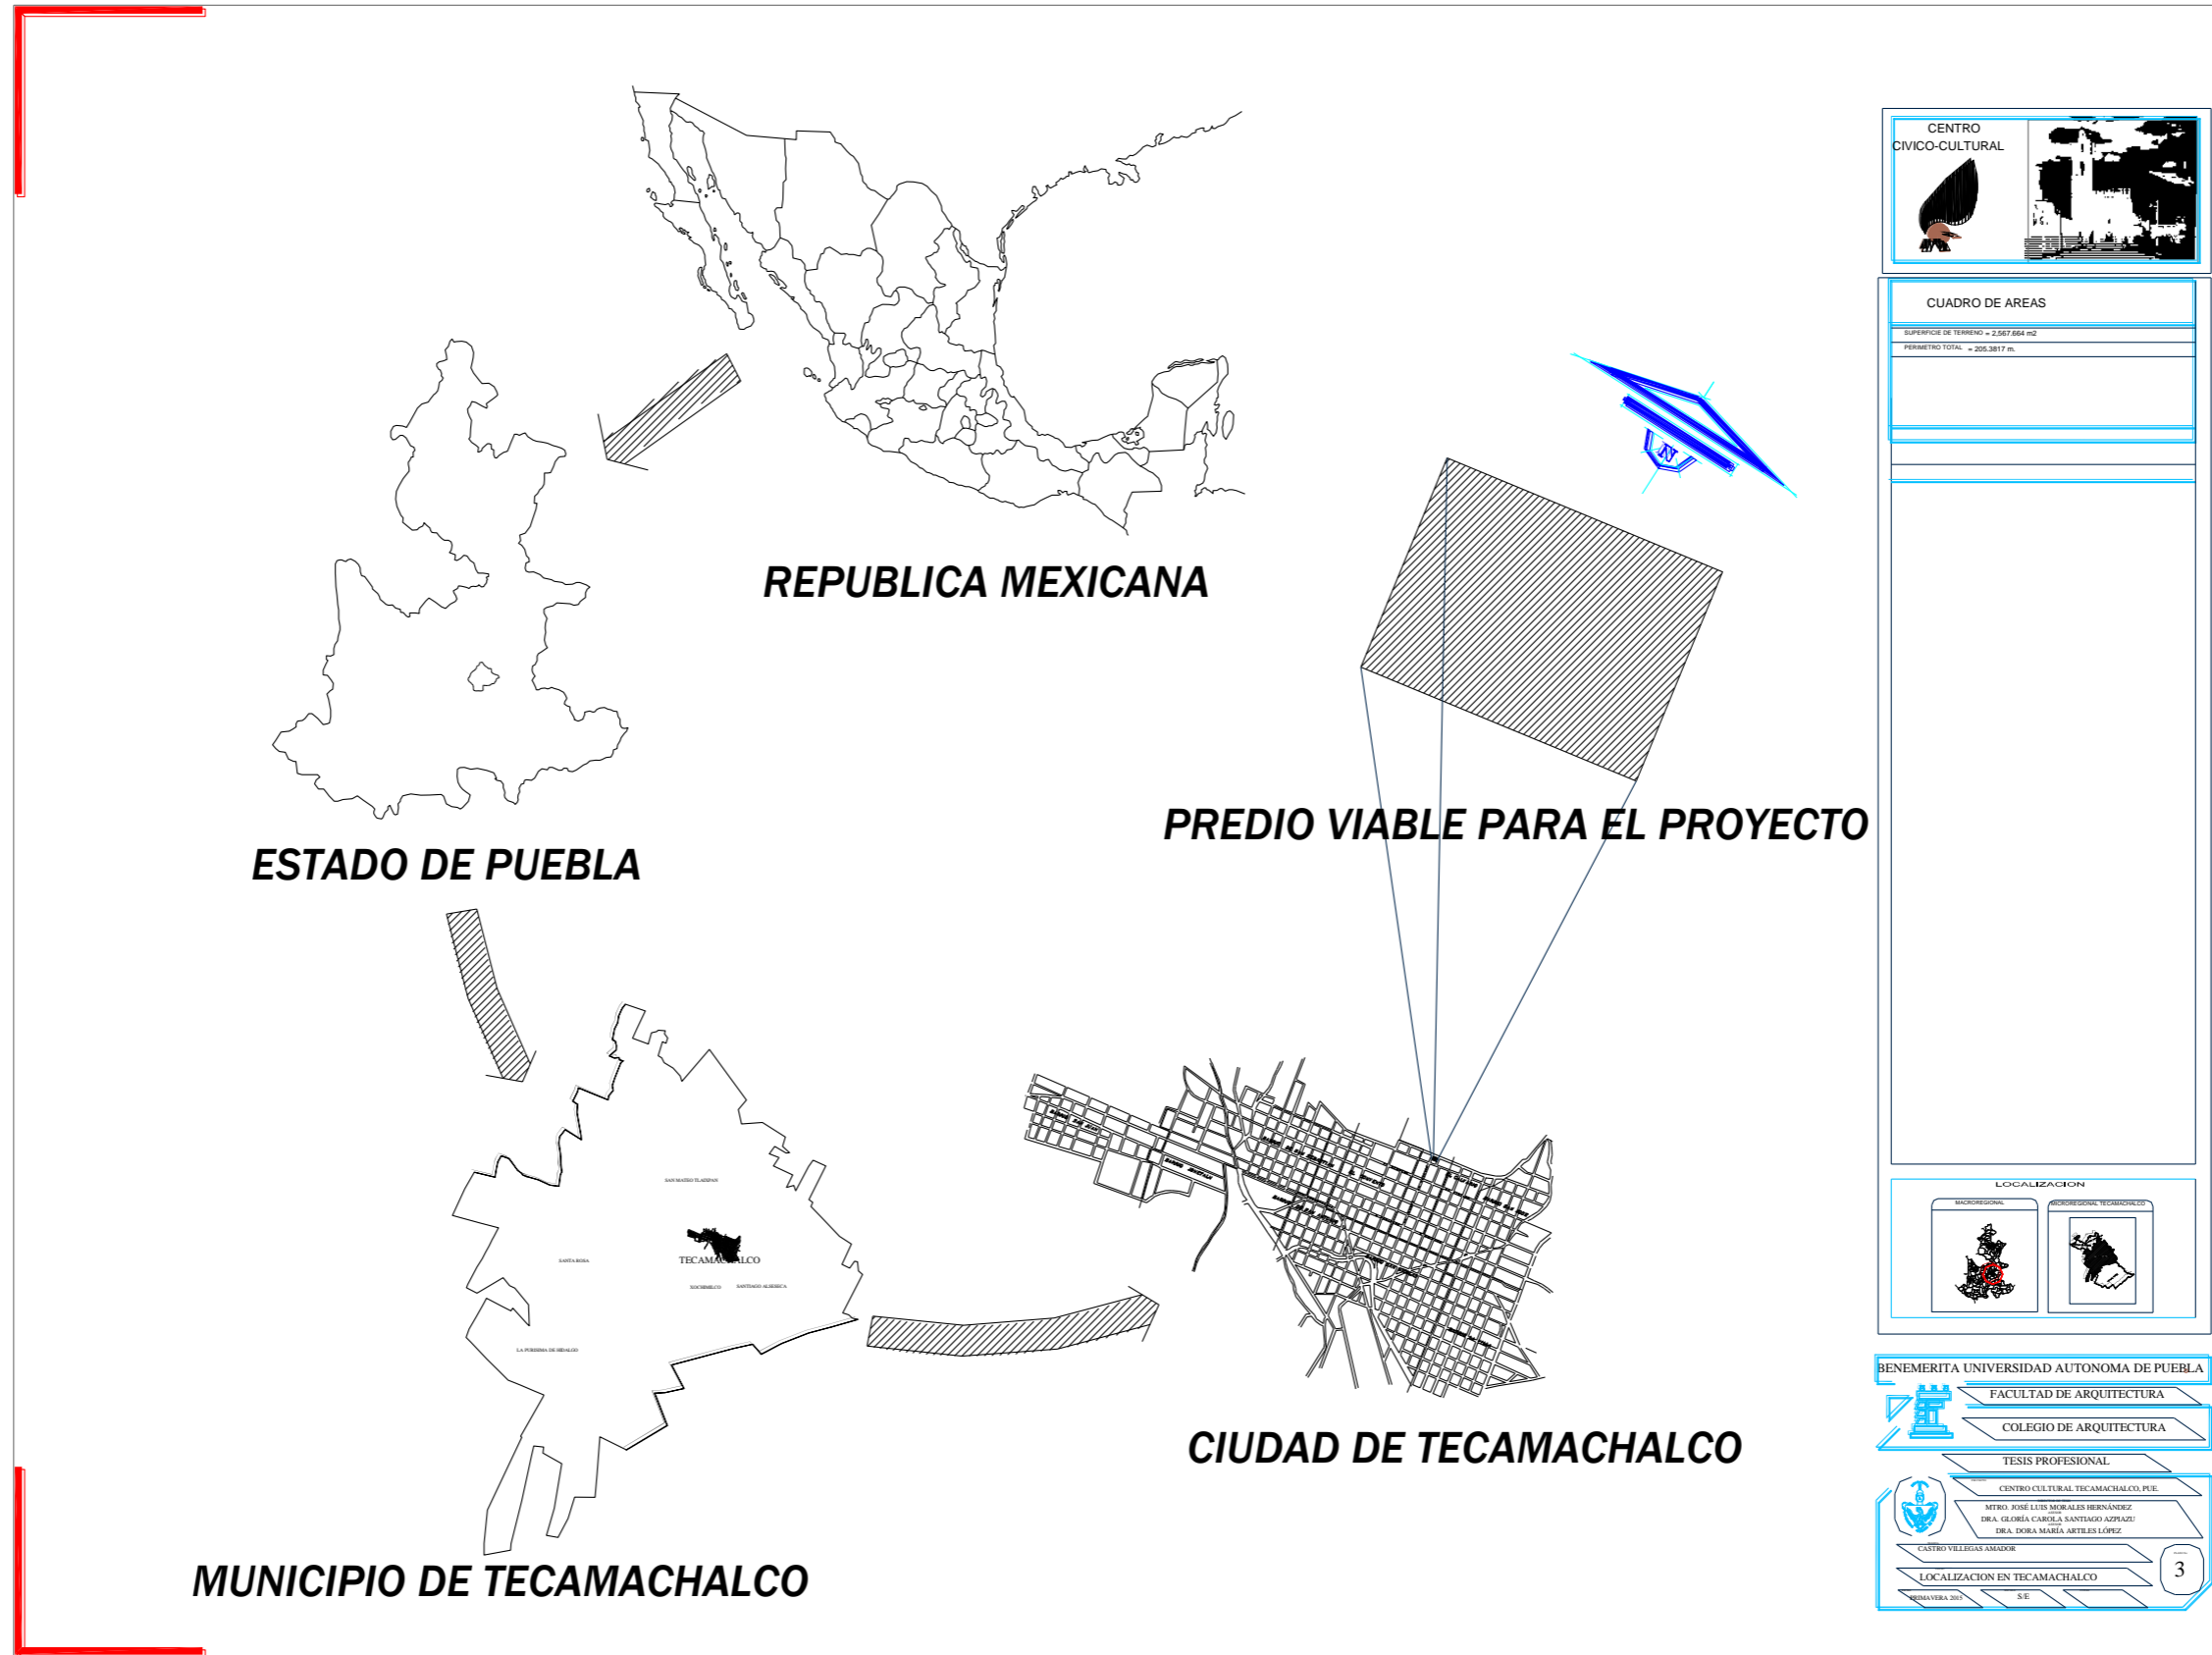 REPUBLICA MEXICANA
ESTADO DE PUEBLA
PREDIO VIABLE PARA EL PROYECTO
N
SAN MATEO TLAIXPAN
TECAMACHALCO
SANTA ROSA
XOCHIMILCO
SANTIAGO ALSESECA
LA PURISIMA DE HIDALGO
MUNICIPIO DE TECAMACHALCO
CIUDAD DE TECAMACHALCO
CENTRO
CIVICO-CULTURAL
CUADRO DE AREAS
SUPERFICIE DE TERRENO = 2,567.664 m2
PERIMETRO TOTAL = 205.3817 m.
LOCALIZACION
MACROREGIONAL
MICROREGIONAL TECAMACHALCO
BENEMERITA UNIVERSIDAD AUTONOMA DE PUEBLA
FACULTAD DE ARQUITECTURA
COLEGIO DE ARQUITECTURA
TESIS PROFESIONAL
CENTRO CULTURAL TECAMACHALCO, PUE.
MTRO. JOSÉ LUIS MORALES HERNÁNDEZ
DRA. GLORÍA CAROLA SANTIAGO AZPIAZU
DRA. DORA MARÍA ARTILES LÓPEZ
CASTRO VILLEGAS AMADOR
LOCALIZACION EN TECAMACHALCO
3
PRIMAVERA 2015
S/E